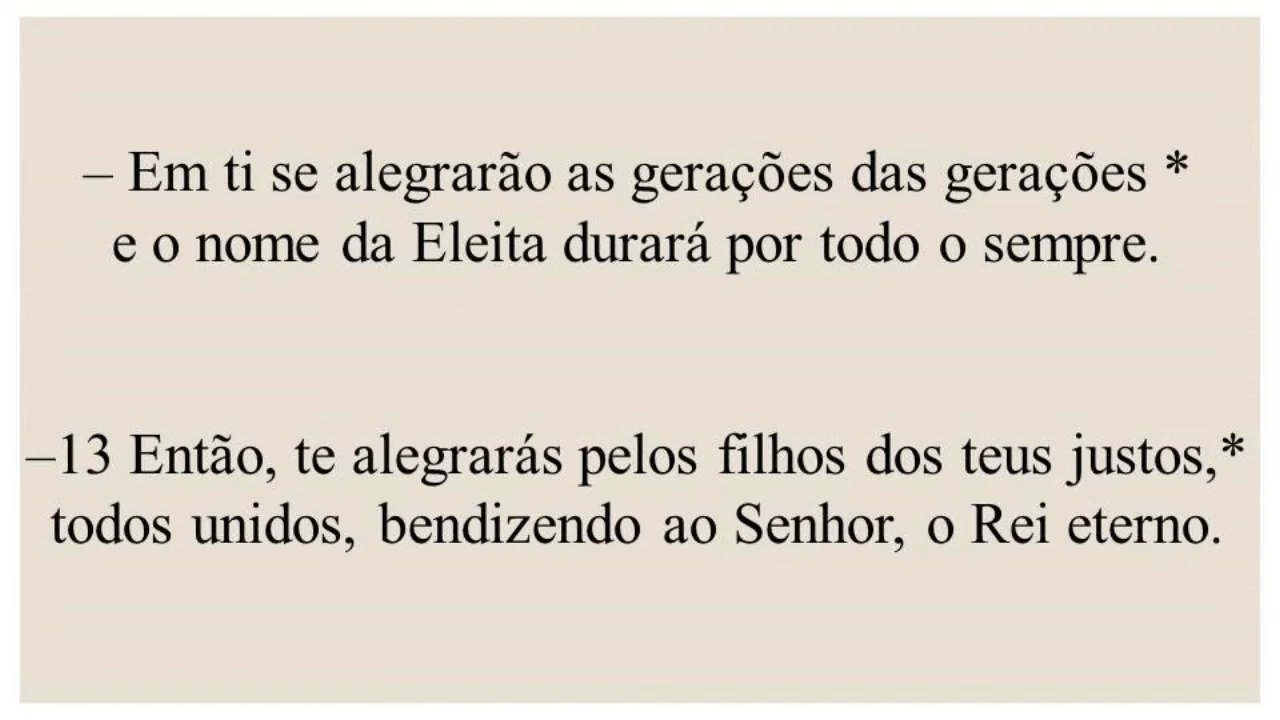 – Em ti se alegrarão as gerações das gerações *
e o nome da Eleita durará por todo o sempre.
–13 Então, te alegrarás pelos filhos dos teus justos,*
todos unidos, bendizendo ao Senhor, o Rei eterno.